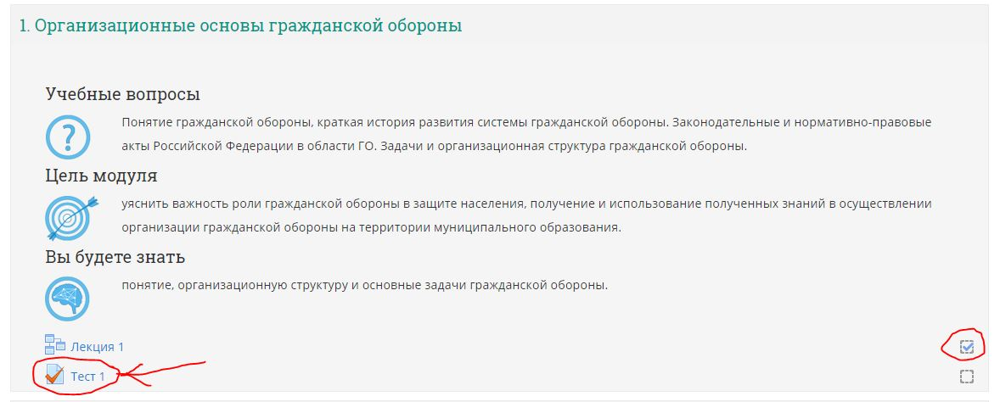 1. Организационные основы гражданской обороны
Учебные вопросы
Понятие гражданской обороны, краткая история развития системы гражданской обороны. Законодательные и нормативно-правовые
акты Российской Федерации в области ГО. Задачи и организационная структура гражданской обороны.
Цель модуля
уяснить важность роли гражданской обороны в защите населения, получение и использование полученных знаний в осуществлении
организации гражданской обороны на территории муниципального образования.
Вы будете знать
понятие, организационную структуру и основные задачи гражданской обороны.
Лекция 1
Тест 1